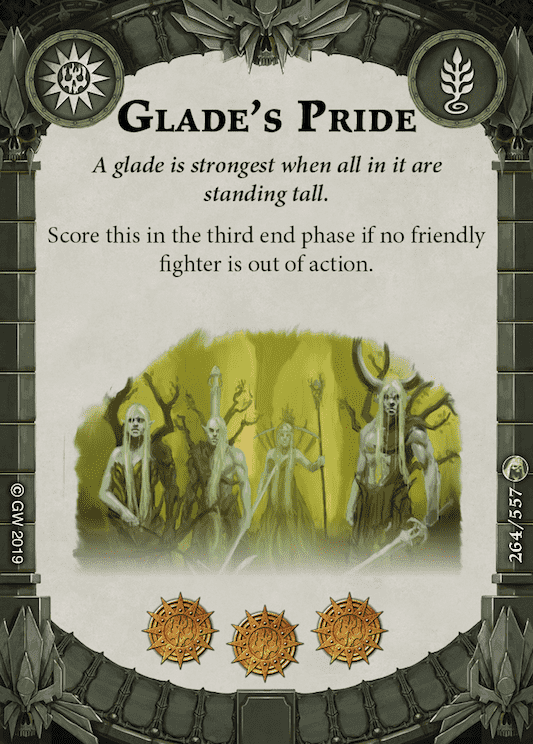 GLADE'S PRIDE
A glade is strongest when all in it are
standing tall.
Score this in the third end phase if no friendly
fighter is out of action.
© GW 2019
264/557